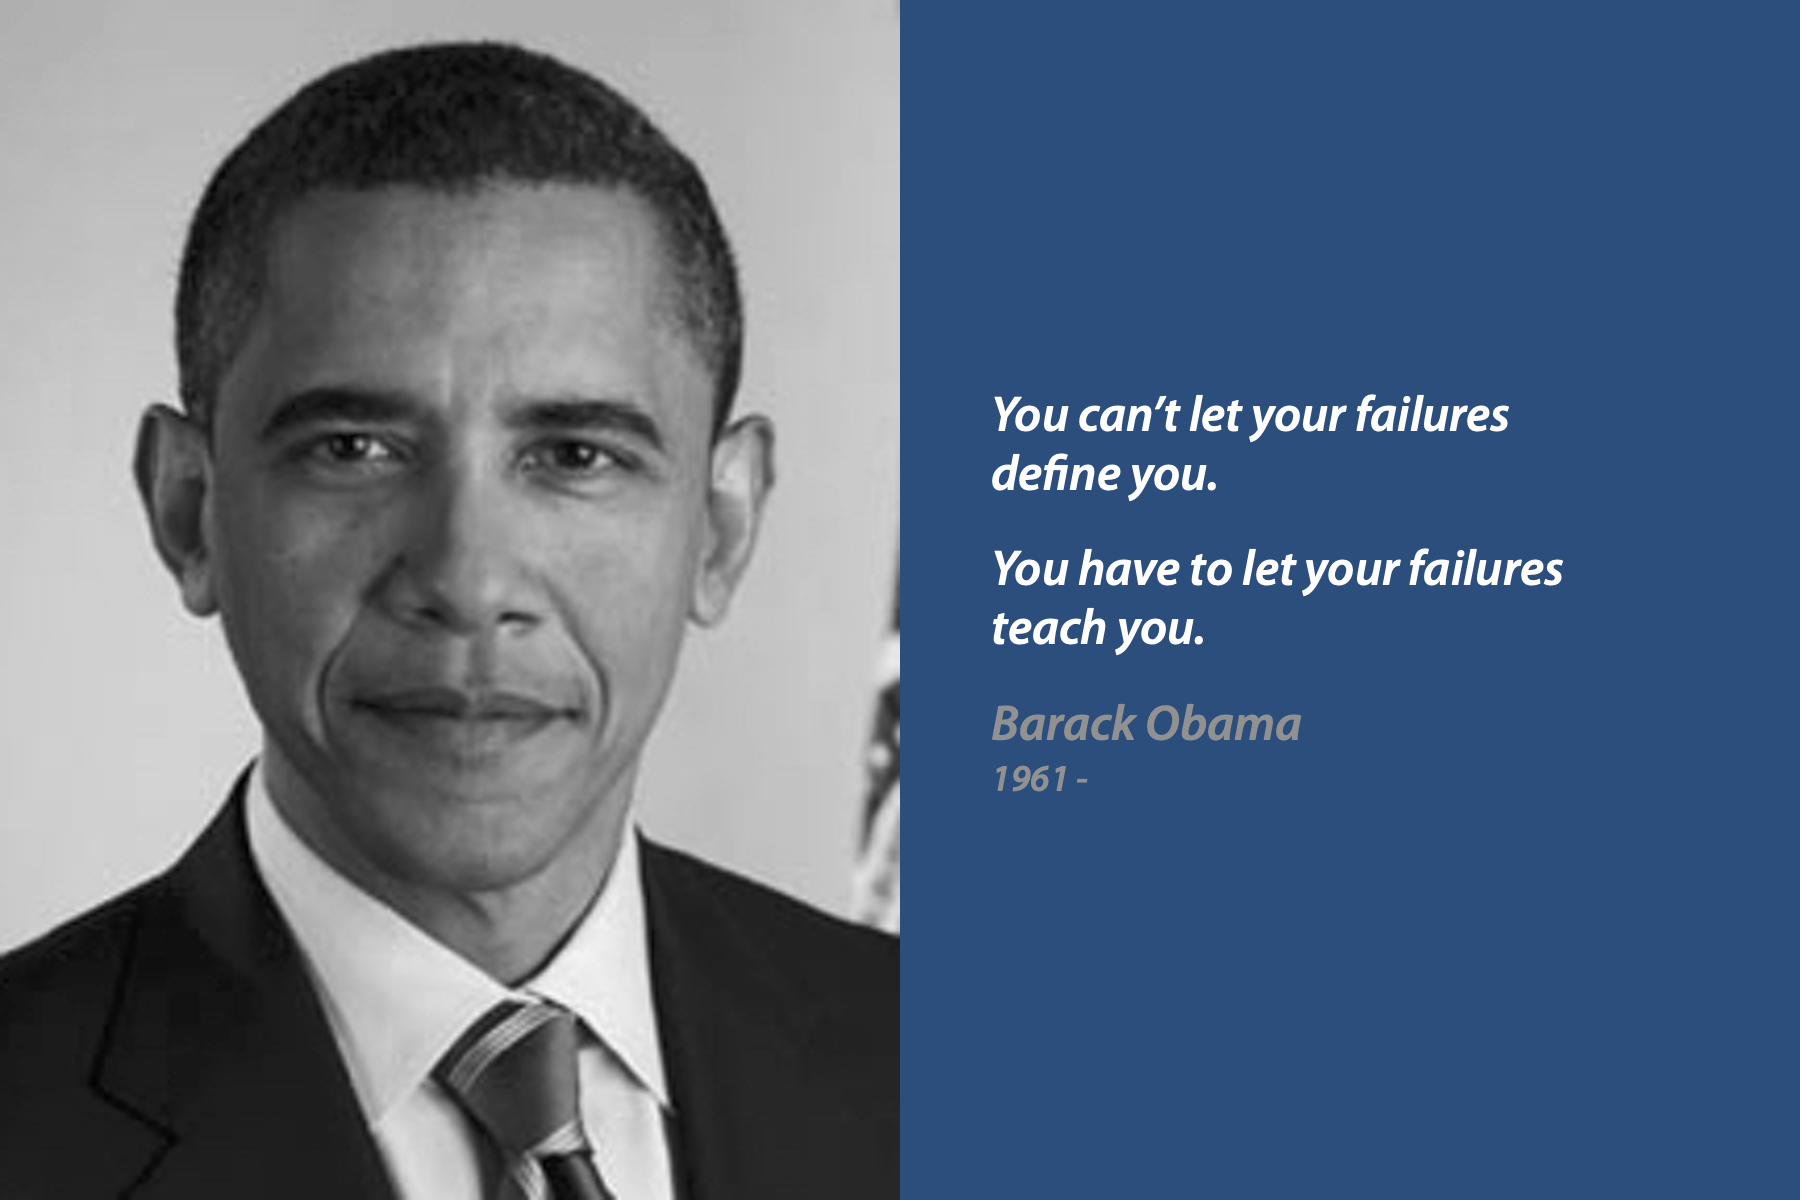 You can’t let your failures
define you.
You have to let your failures
teach you.
Barack Obama
1961 -